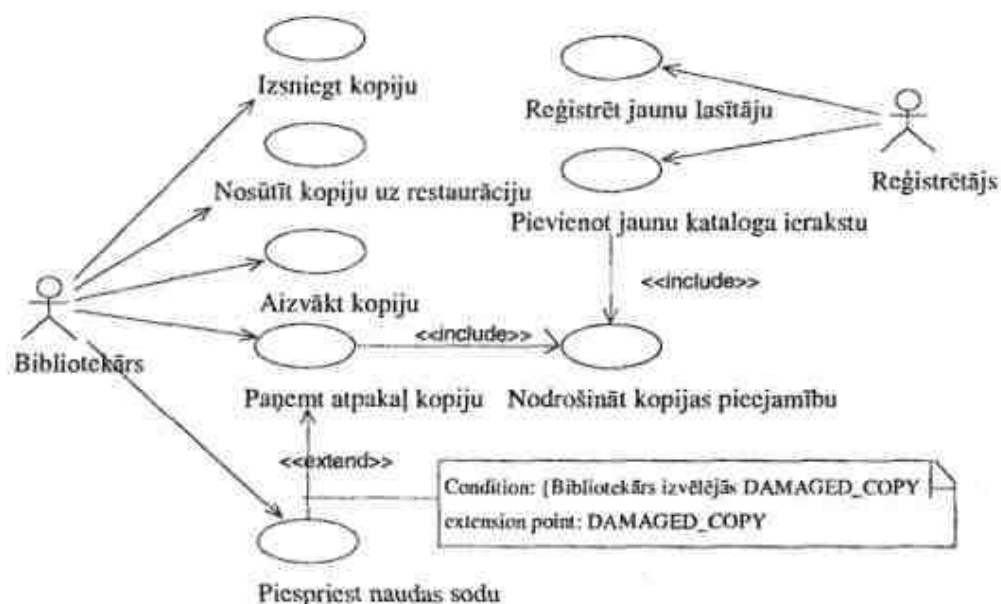 Izsniegt kopiju
Reģistrēt jaunu lasītāju
Nosūtīt kopiju uz restaurāciju
Reģistrētājs
Pievienot jaunu kataloga ierakstu
Aizvākt kopiju
<<include>>
<<include>>
Bibliotekārs
Paņemt atpakaļ kopiju
Nodrošināt kopijas pieejamību
<<extend>>
Condition: {Bibliotekārs izvēlējās DAMAGED_COPY
extension point: DAMAGED_COPY
Piespriest naudas sodu